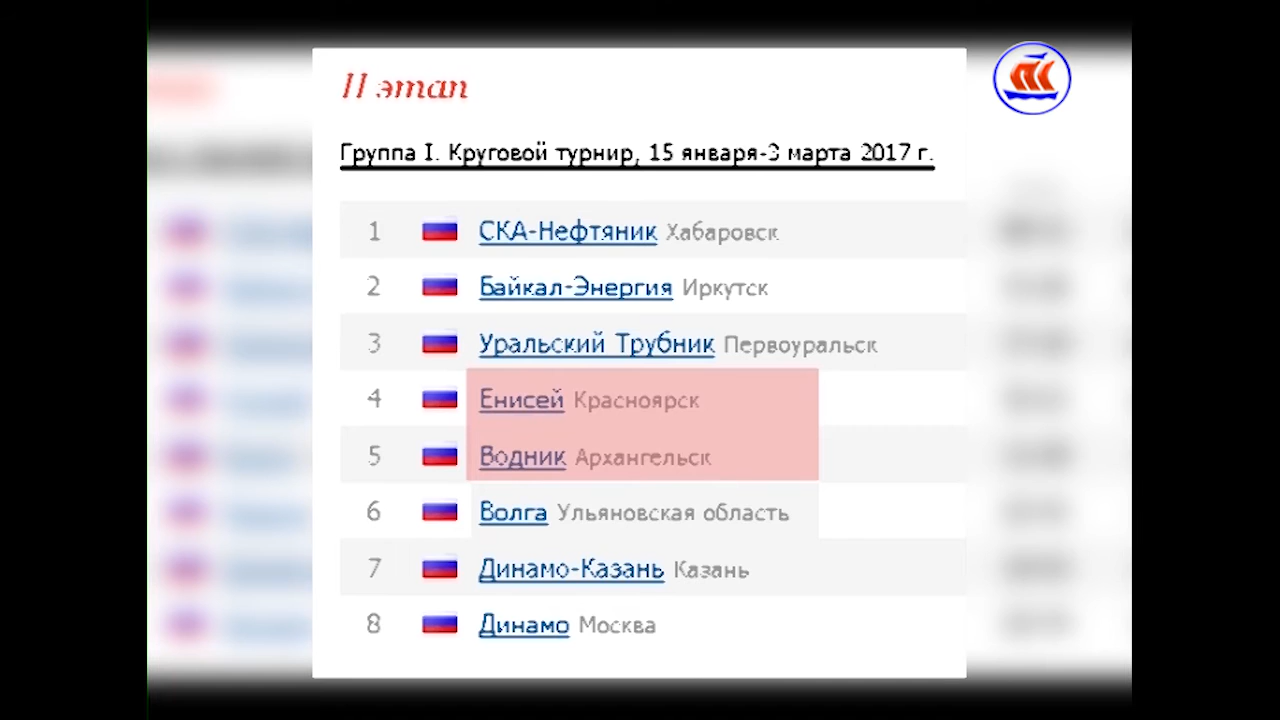 II этап
Группа I. Круговой турнир, 15 января-3 марта 2017 г.
1 СКА-Нефтяник Хабаровск
2 Байкал-Энергия Иркутск
3 Уральский Трубник Первоуральск
4 Енисей Красноярск
5 Водник Архангельск
6 Волга Ульяновская область
7 Динамо-Казань Казань
8 Динамо Москва